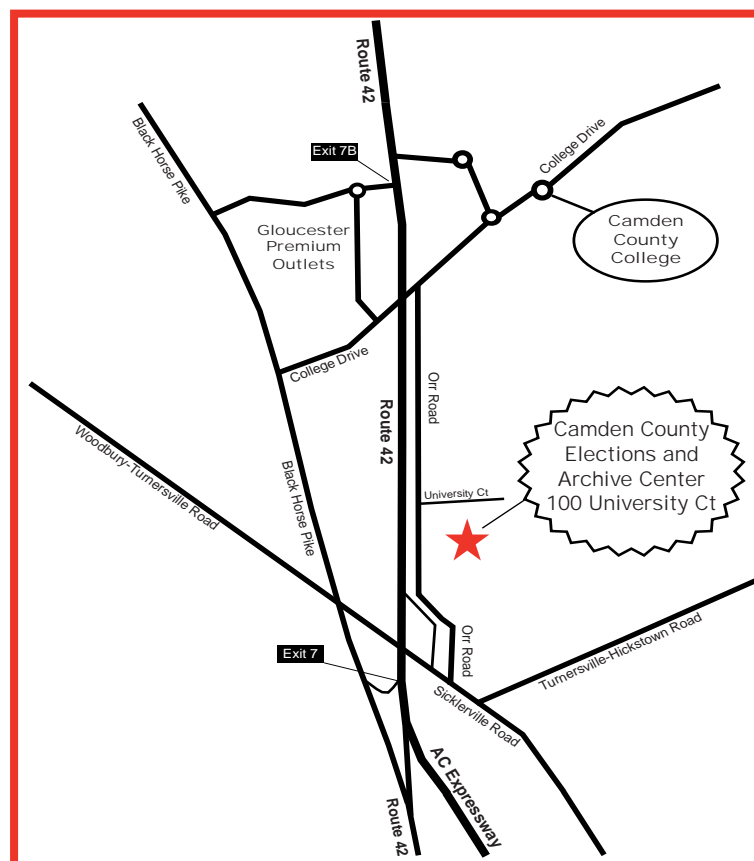 Route 42
Black Horse Pike
Exit 7B
College Drive
Gloucester
Premium
Outlets
Camden
County
College
College Drive
Orr Road
Route 42
Woodbury-Turnersville Road
Black Horse Pike
Camden County
Elections and
Archive Center
100 University Ct
University Ct
Exit 7
Orr Road
Turnersville-Hickstown Road
Sicklerville Road
AC Expressway
Route 42